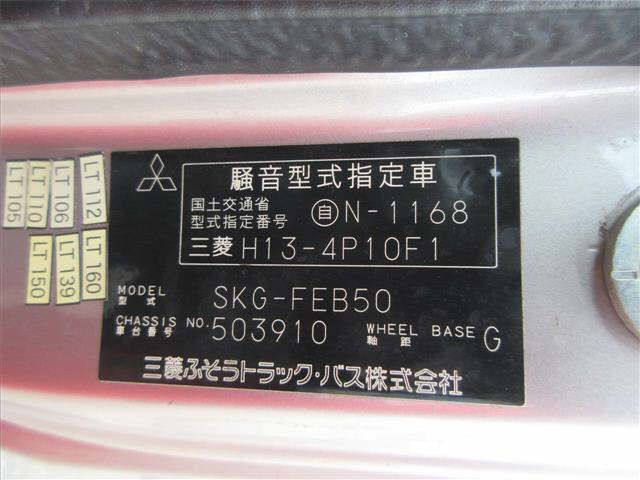 騒音型式指定車
国土交通省
型式指定番号 自 N-1168
三菱 H13-4P10F1
MODEL
型式 SKG-FEB50
CHASSIS NO. 503910
車台番号
WHEEL BASE G
軸距
三菱ふそうトラック・バス株式会社
LT 105
LT 110
LT 106
LT 112
LT 150
LT 139
LT 160